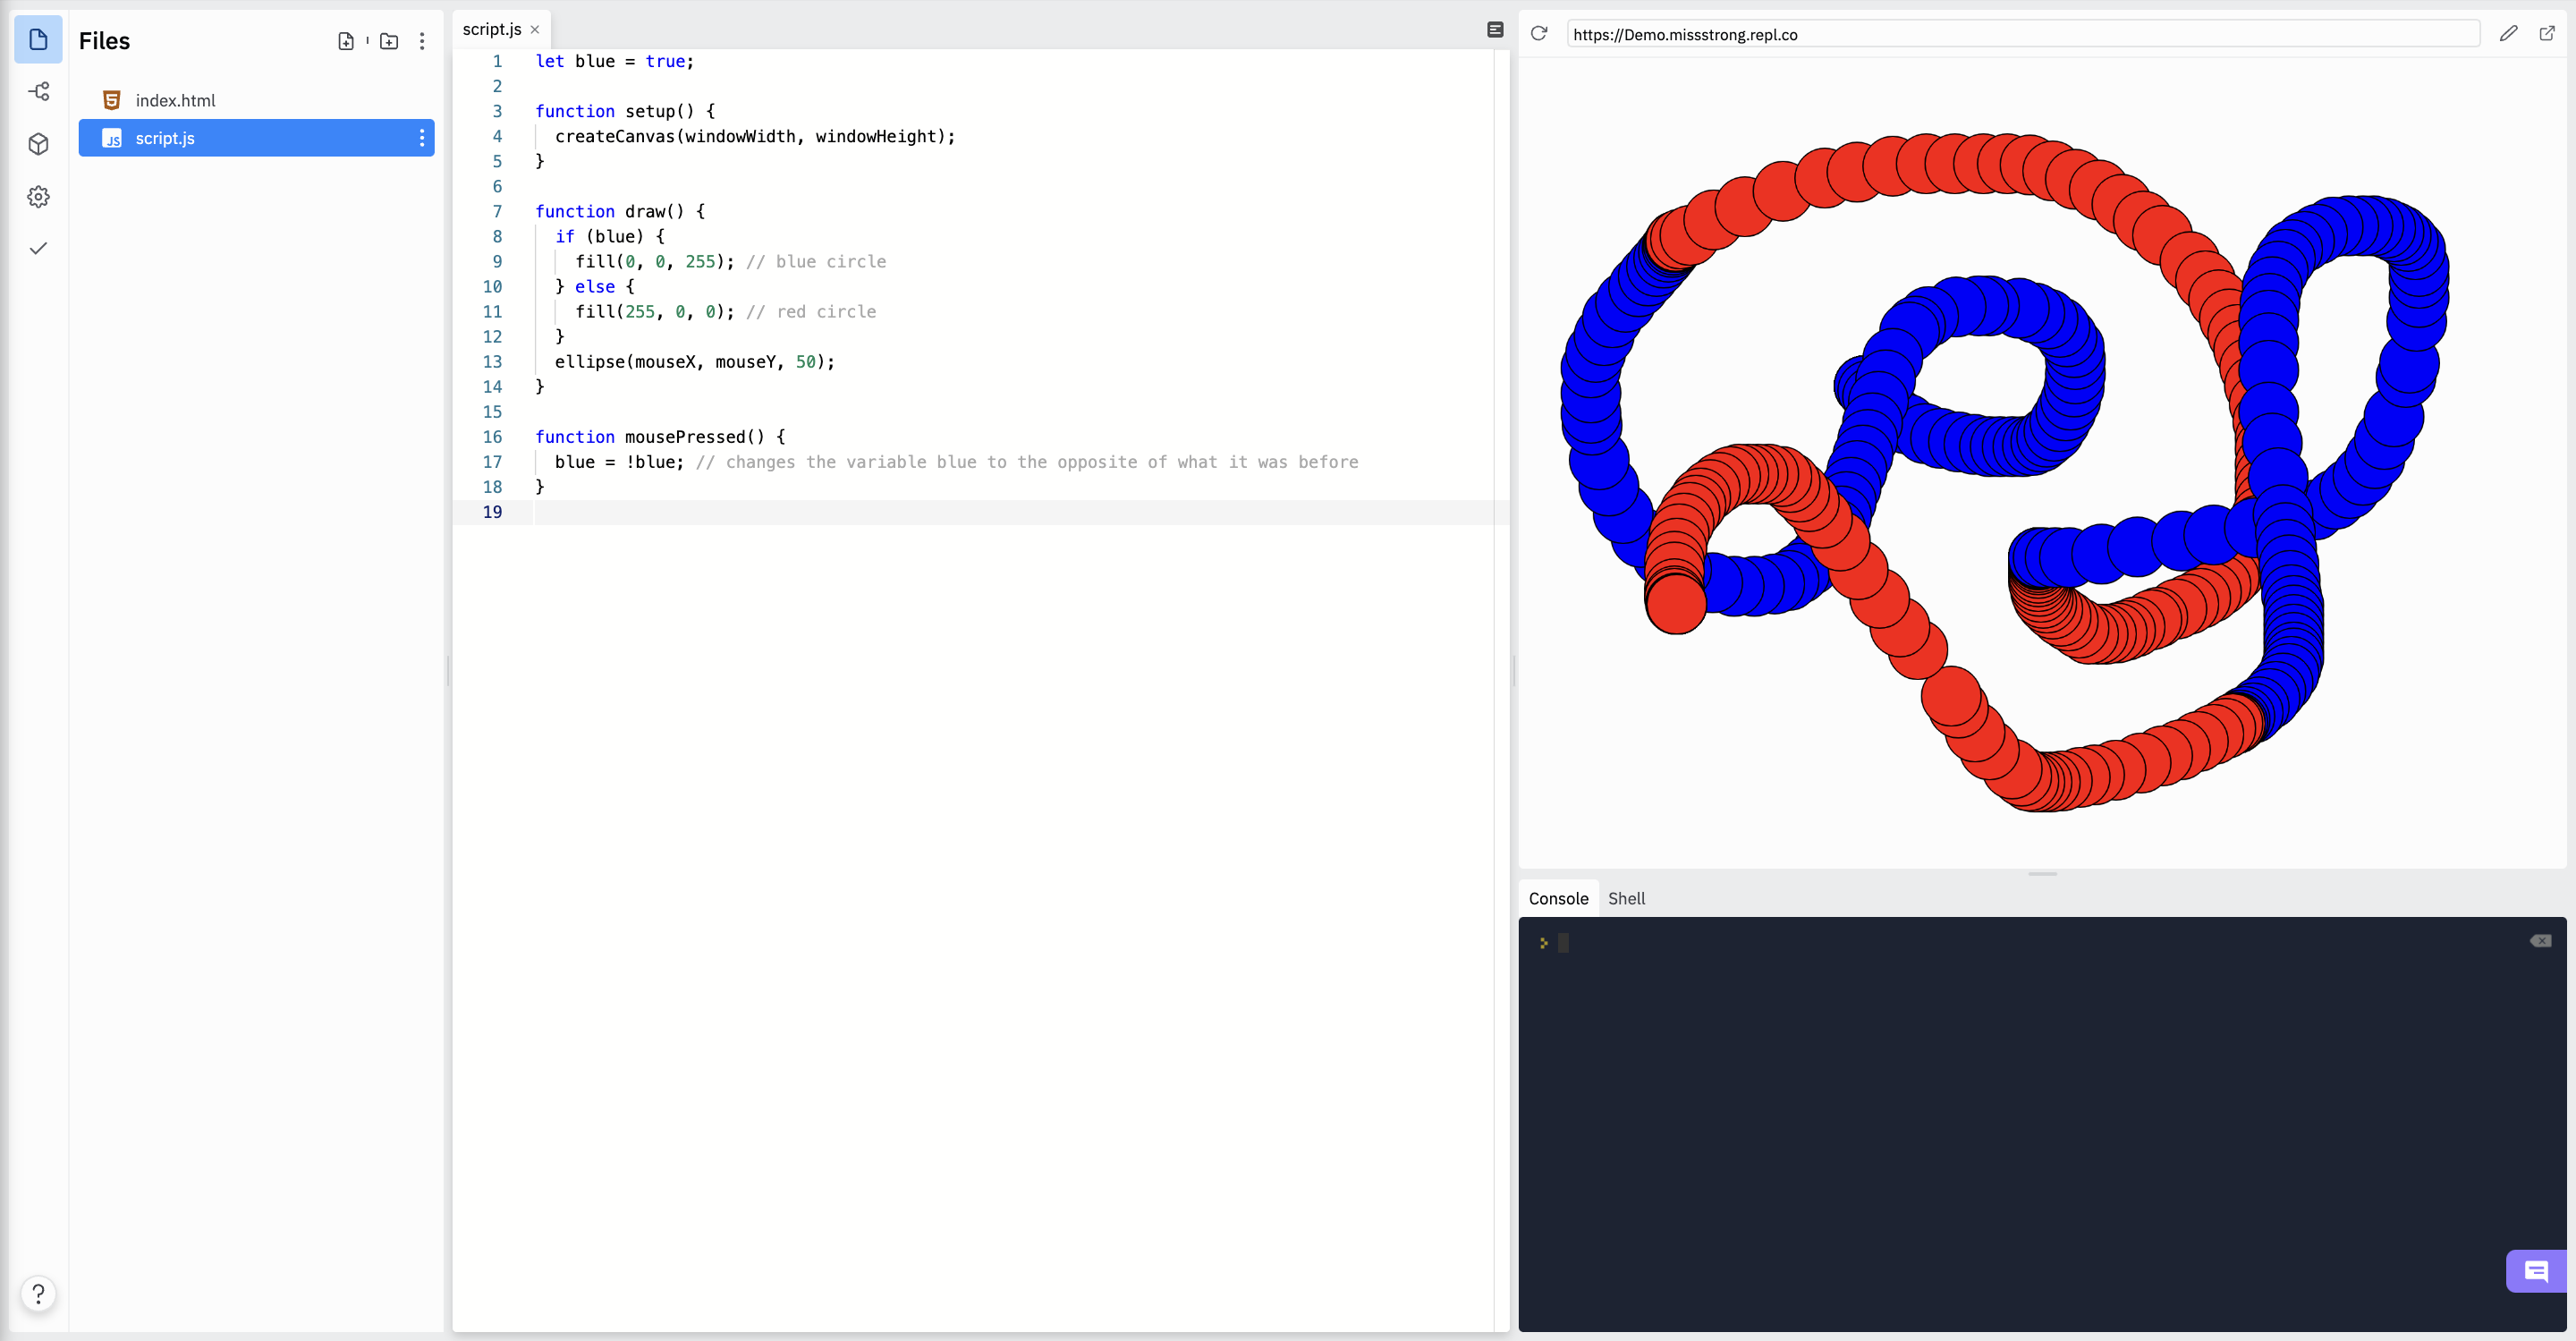 Files
index.html
JS script.js
script.js ×
1 let blue = true;
2
3 function setup() {
4   createCanvas(windowWidth, windowHeight);
5 }
6
7 function draw() {
8   if (blue) {
9     fill(0, 0, 255); // blue circle
10   } else {
11     fill(255, 0, 0); // red circle
12   }
13   ellipse(mouseX, mouseY, 50);
14 }
15
16 function mousePressed() {
17   blue = !blue; // changes the variable blue to the opposite of what it was before
18 }
19
https://Demo.missstrong.repl.co
Console Shell
?